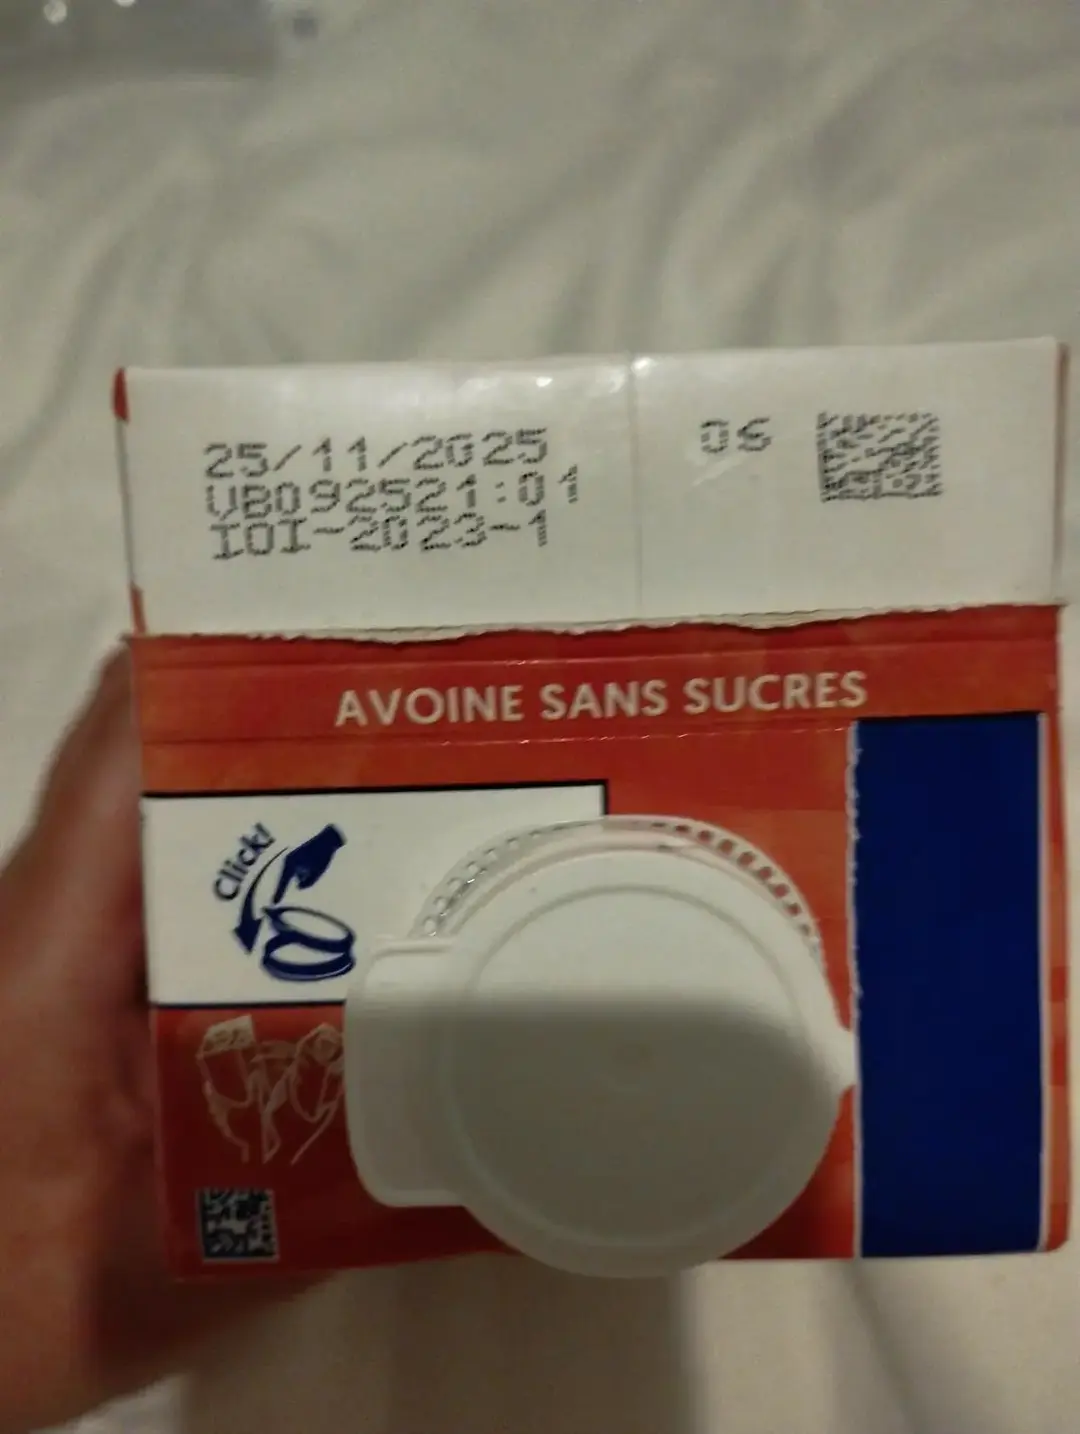 25/11/2025
VB092521:01
IOI-2023-1
05
AVOINE SANS SUCRES
Click!